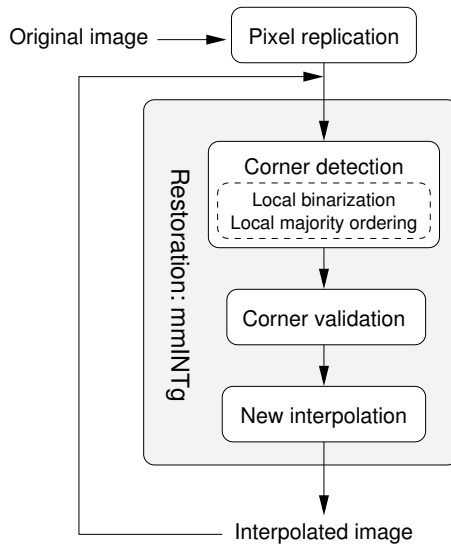 Original image
Pixel replication
Restoration: mmINTg
Corner detection
Local binarization
Local majority ordering
Corner validation
New interpolation
Interpolated image